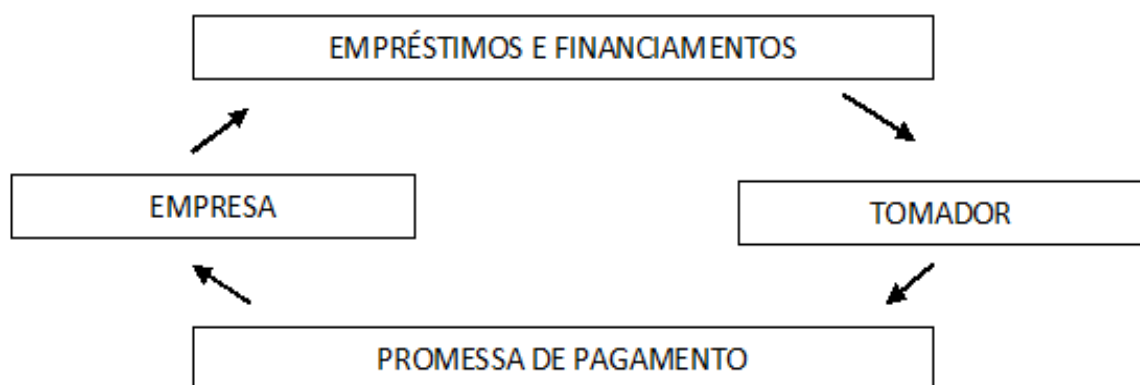 EMPRÉSTIMOS E FINANCIAMENTOS
EMPRESA
TOMADOR
PROMESSA DE PAGAMENTO